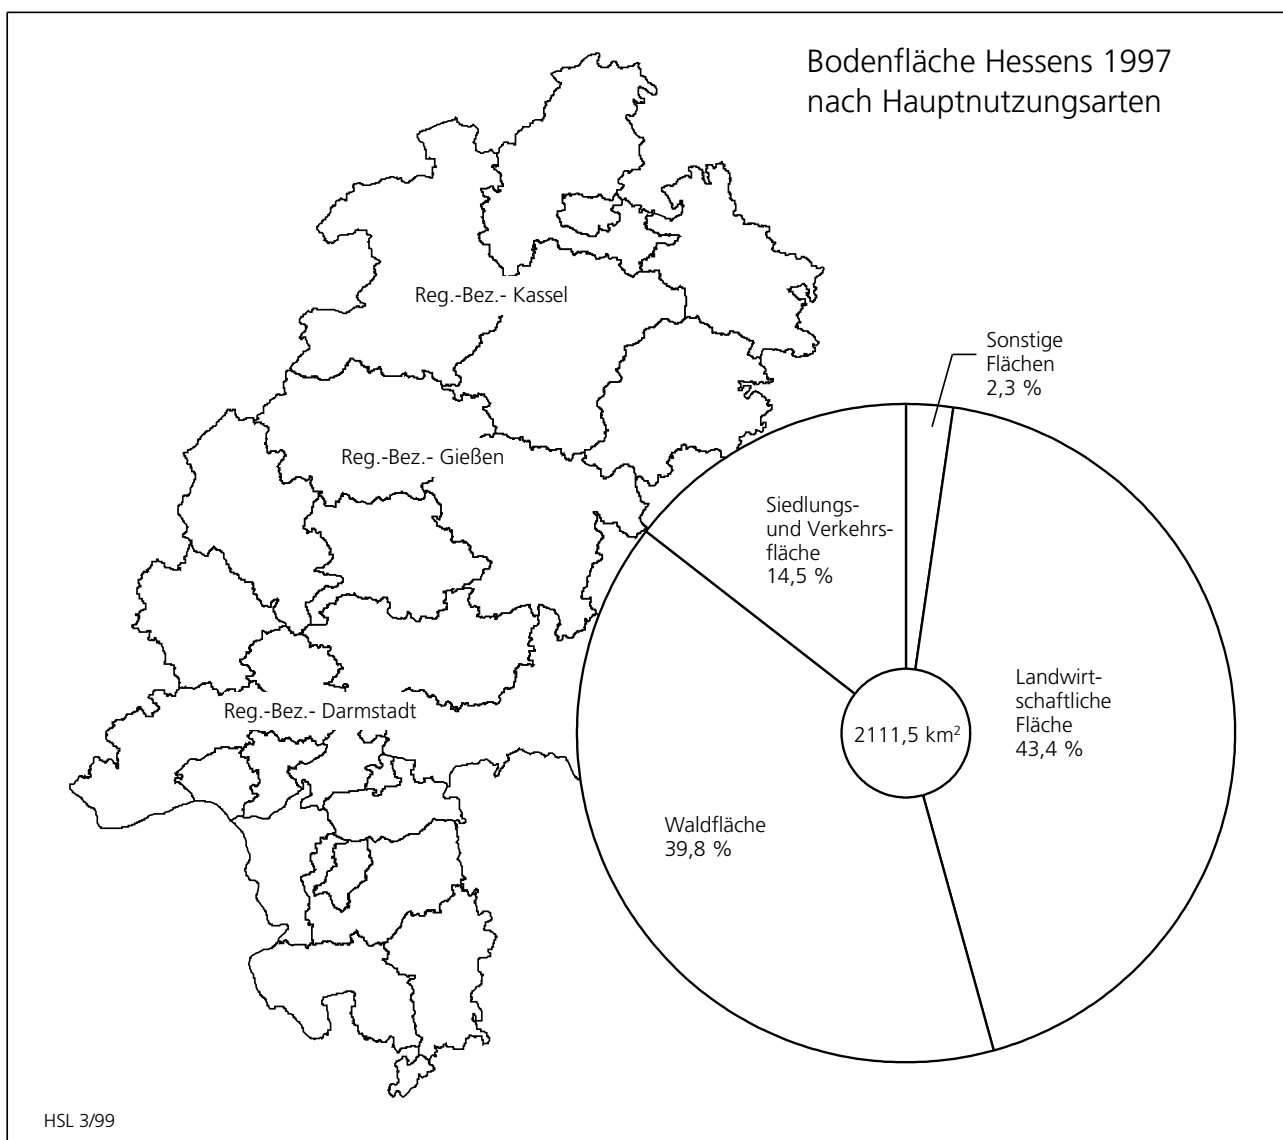 Bodenfläche Hessens 1997
nach Hauptnutzungsarten
Reg.-Bez.- Kassel
Sonstige
Flächen
2,3 %
Reg.-Bez.- Gießen
Siedlungs-
und Verkehrs-
fläche
14,5 %
Landwirt-
schaftliche
Fläche
43,4 %
Reg.-Bez.- Darmstadt
2111,5 km²
Waldfläche
39,8 %
HSL 3/99